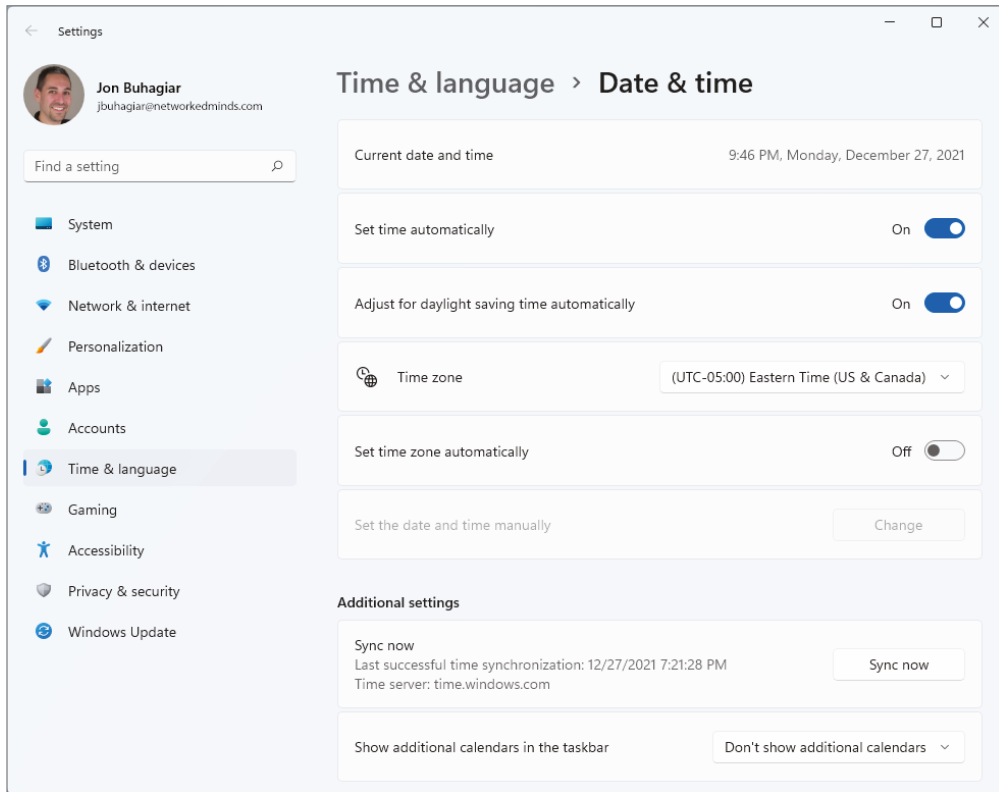 Settings
Jon Buhagiar
jbuhagiar@networkedminds.com
Find a setting
System
Bluetooth & devices
Network & internet
Personalization
Apps
Accounts
Time & language
Gaming
Accessibility
Privacy & security
Windows Update
Time & language > Date & time
Current date and time 9:46 PM, Monday, December 27, 2021
Set time automatically On
Adjust for daylight saving time automatically On
Time zone (UTC-05:00) Eastern Time (US & Canada)
Set time zone automatically Off
Set the date and time manually Change
Additional settings
Sync now
Last successful time synchronization: 12/27/2021 7:21:28 PM
Time server: time.windows.com
Sync now
Show additional calendars in the taskbar Don't show additional calendars